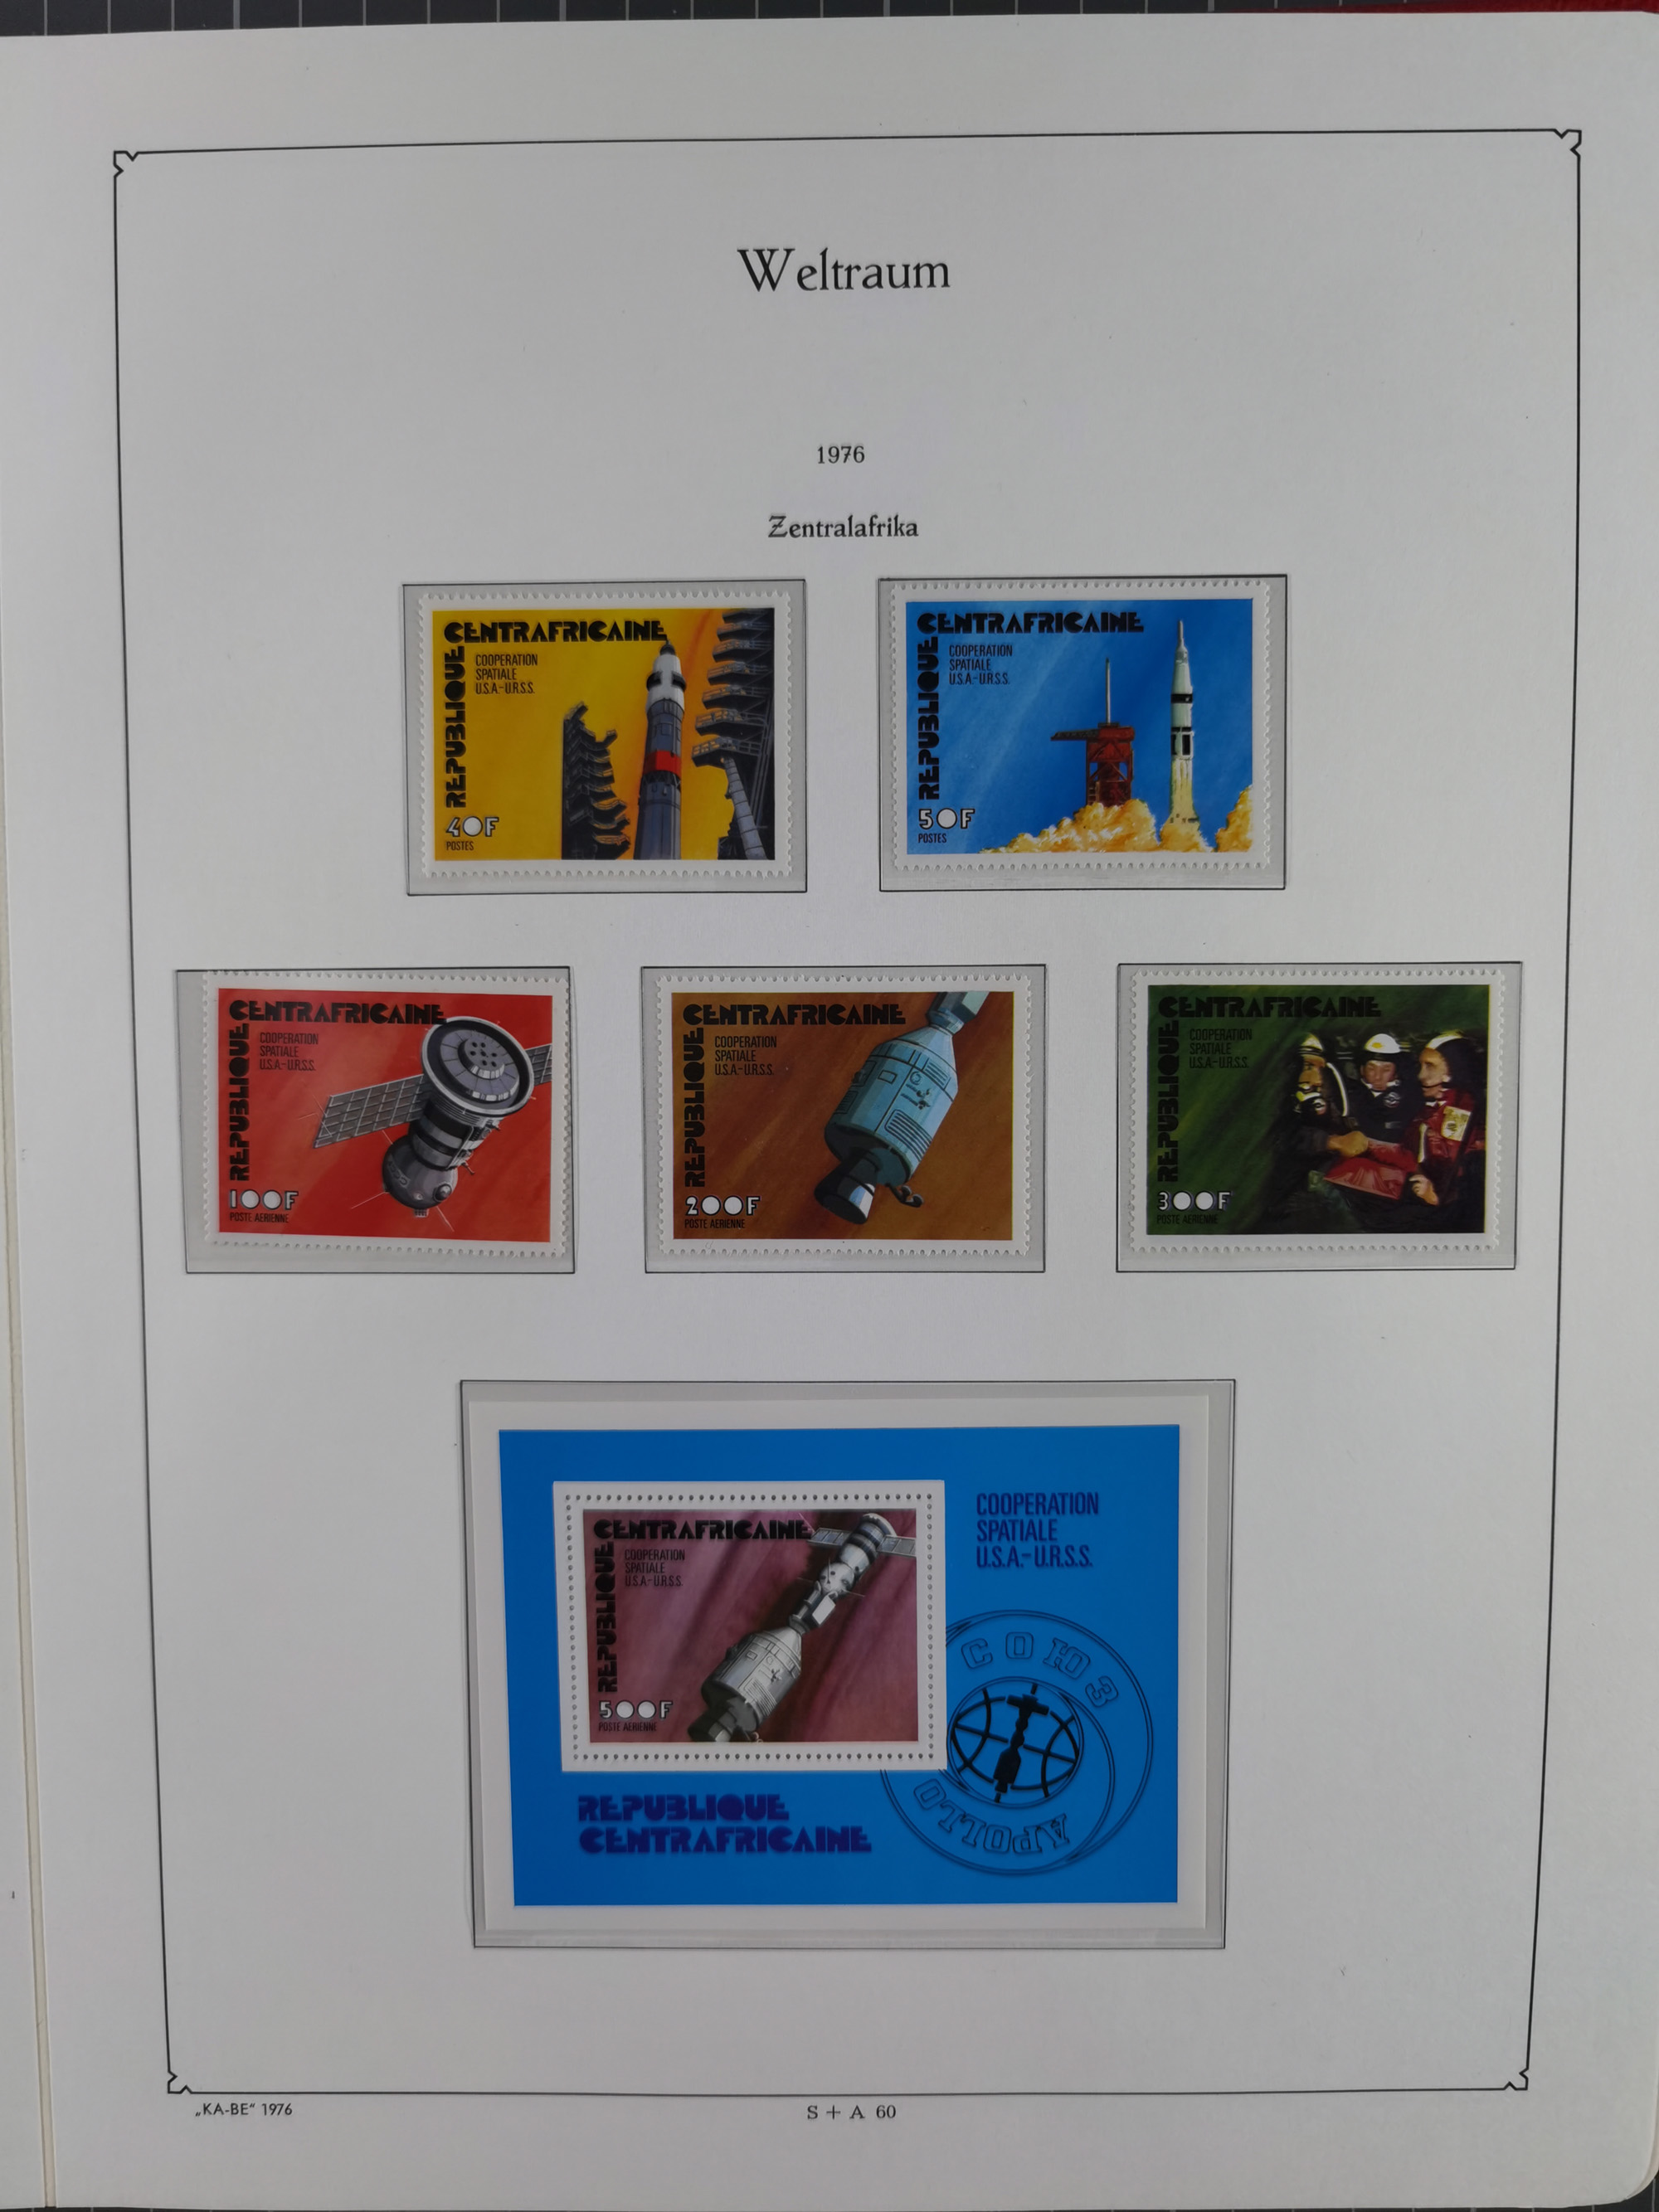 Weltraum
1976
Zentralafrika
REPUBLIQUE
CENTRAFRICAINE
COOPERATION
SPATIALE
U.S.A.-U.R.S.S.
40F
POSTES
REPUBLIQUE
CENTRAFRICAINE
COOPERATION
SPATIALE
U.S.A.-U.R.S.S.
50F
POSTES
REPUBLIQUE
CENTRAFRICAINE
COOPERATION
SPATIALE
U.S.A.-U.R.S.S.
100F
POSTE AERIENNE
REPUBLIQUE
CENTRAFRICAINE
COOPERATION
SPATIALE
U.S.A.-U.R.S.S.
200F
POSTE AERIENNE
REPUBLIQUE
CENTRAFRICAINE
COOPERATION
SPATIALE
U.S.A.-U.R.S.S.
300F
POSTE AERIENNE
REPUBLIQUE
CENTRAFRICAINE
COOPERATION
SPATIALE
U.S.A.-U.R.S.S.
500F
POSTE AERIENNE
COOPERATION
SPATIALE
U.S.A.-U.R.S.S.
СОЮЗ
APOLLO
REPUBLIQUE
CENTRAFRICAINE
„KA-BE“ 1976
S + A 60